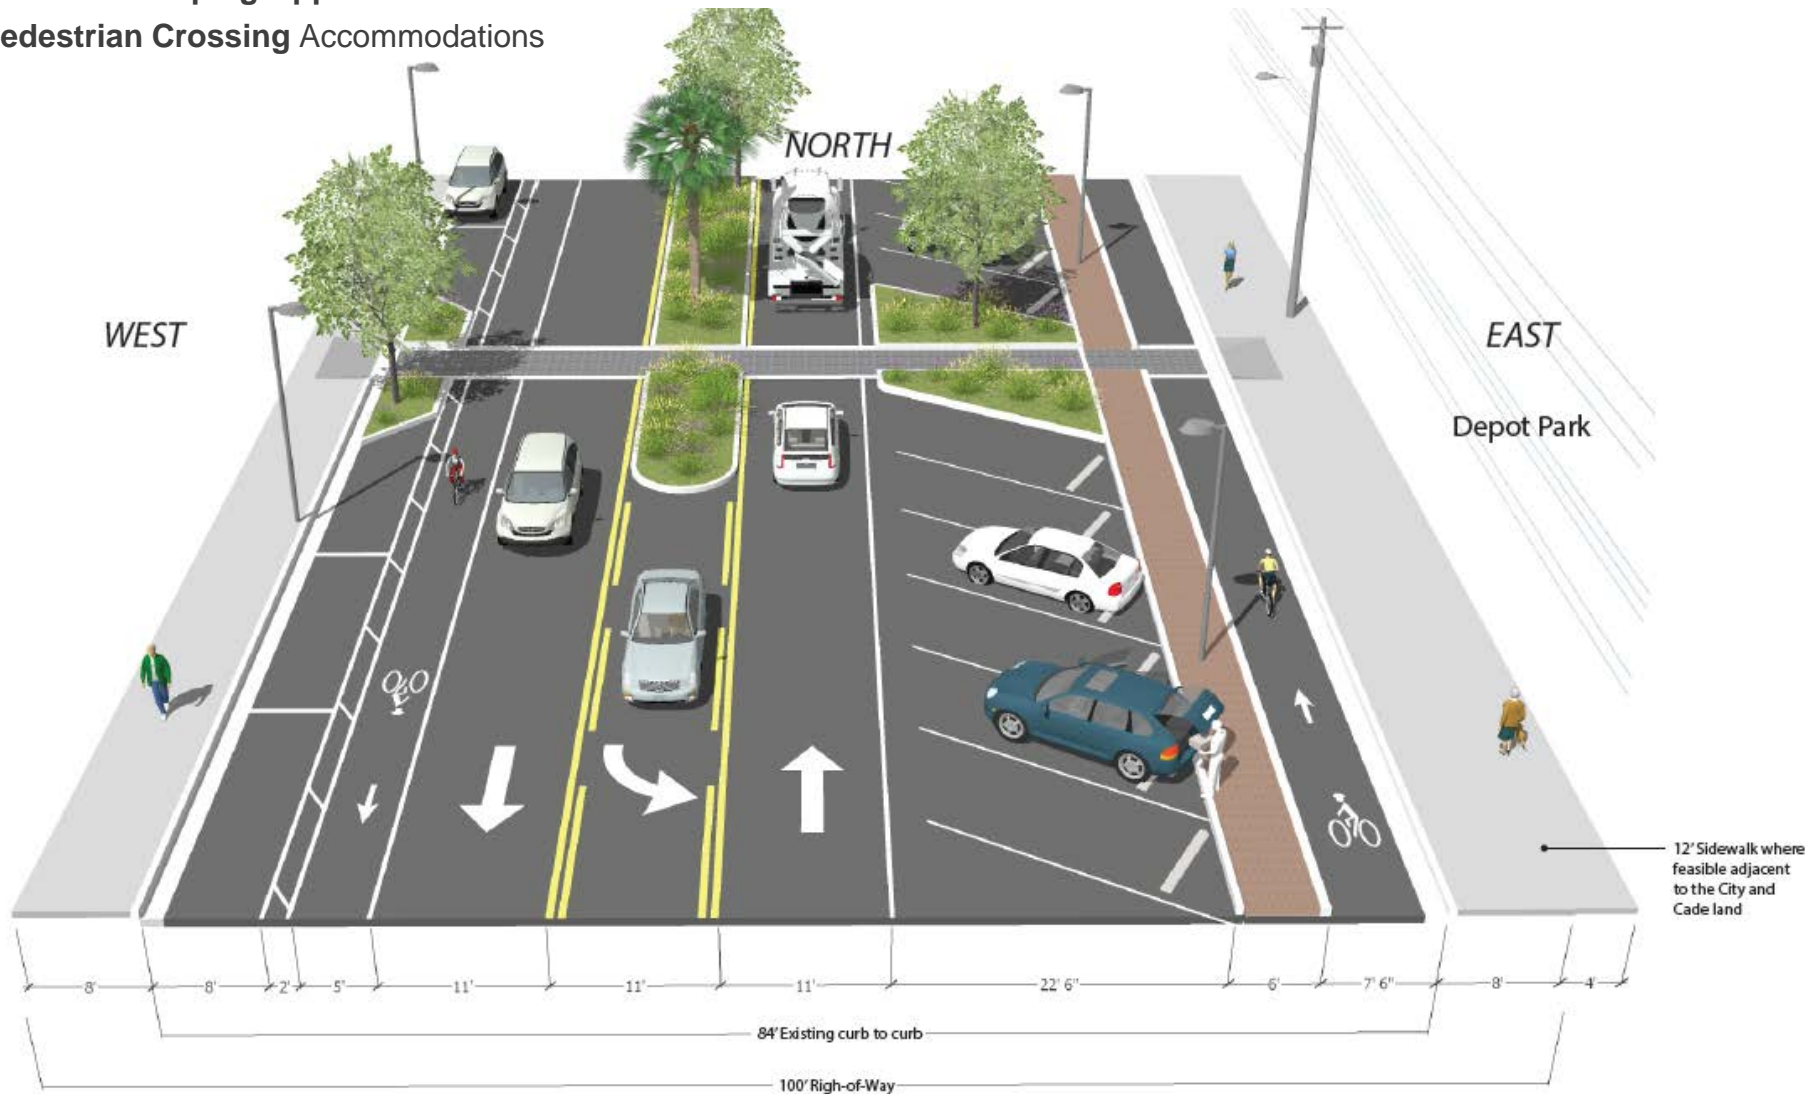 edestrian Crossing Accommodations
NORTH
WEST
EAST
Depot Park
12' Sidewalk where
feasible adjacent
to the City and
Cade land
8' 8' 2' 5' 11' 11' 11' 22' 6" 6' 7' 6" 8' 4'
84' Existing curb to curb
100' Righ-of-Way